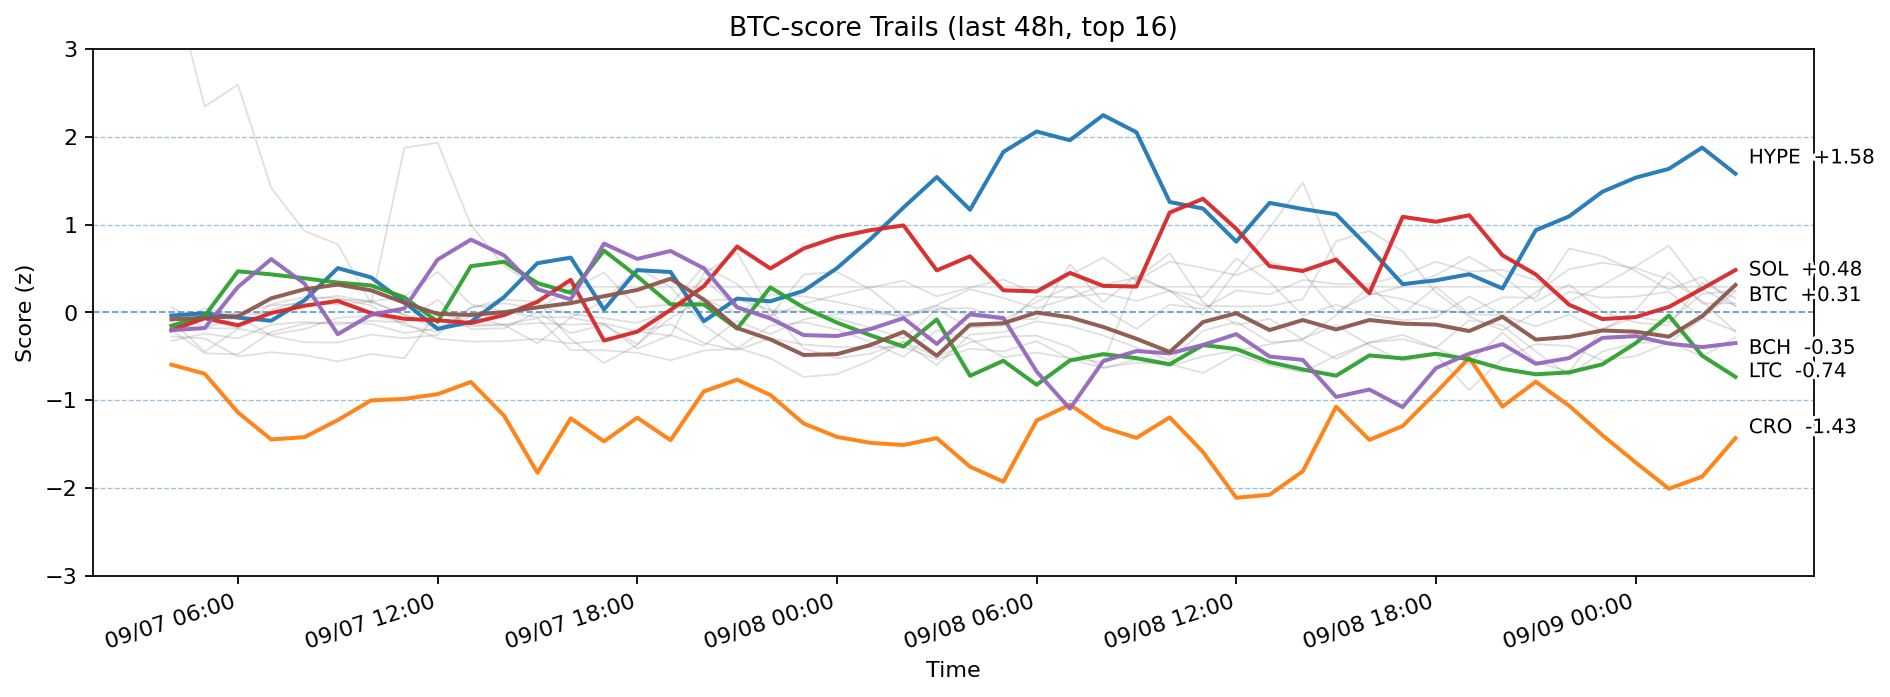 BTC-score Trails (last 48h, top 16)
3
2
1
0
−1
−2
−3
Score (z)
HYPE +1.58
SOL +0.48
BTC +0.31
BCH -0.35
LTC -0.74
CRO -1.43
09/07 06:00
09/07 12:00
09/07 18:00
09/08 00:00
09/08 06:00
09/08 12:00
09/08 18:00
09/09 00:00
Time